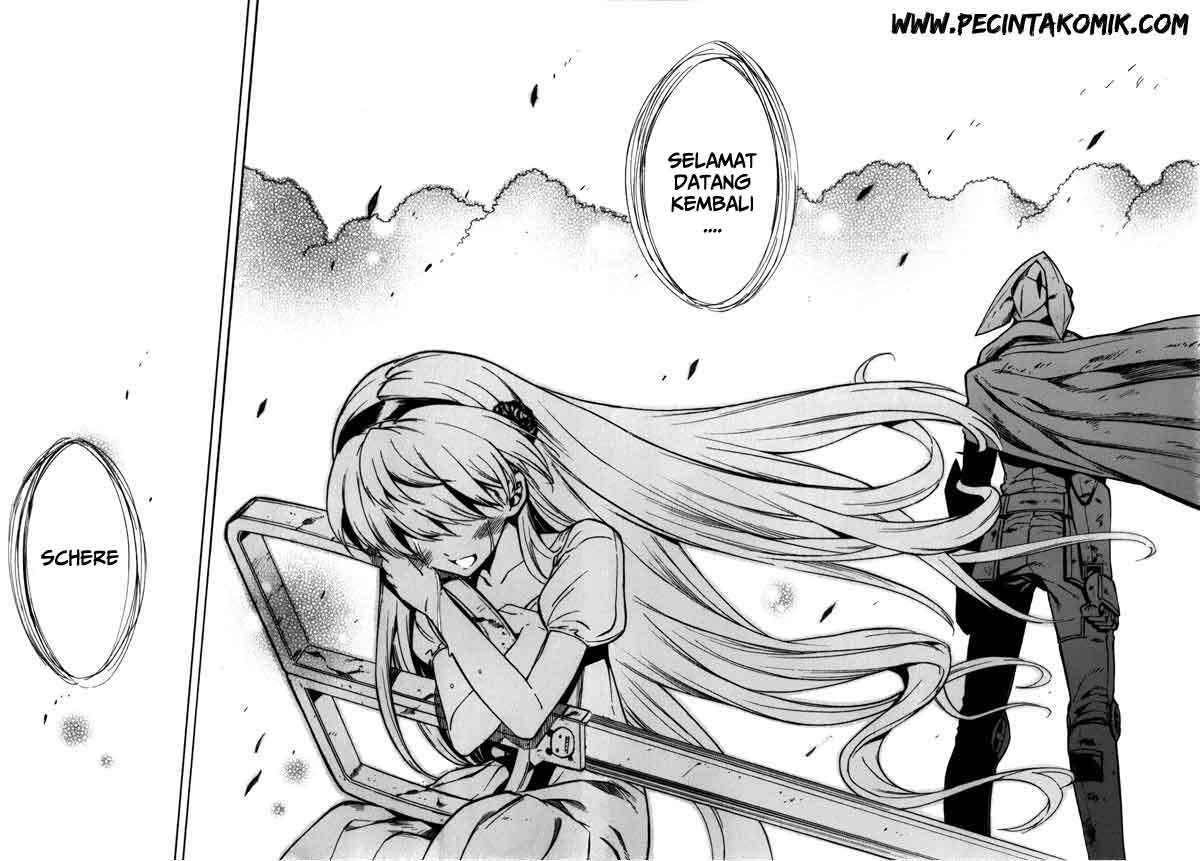 WWW.PECINTAKOMIK.COM
SELAMAT
DATANG
KEMBALI
....
SCHERE